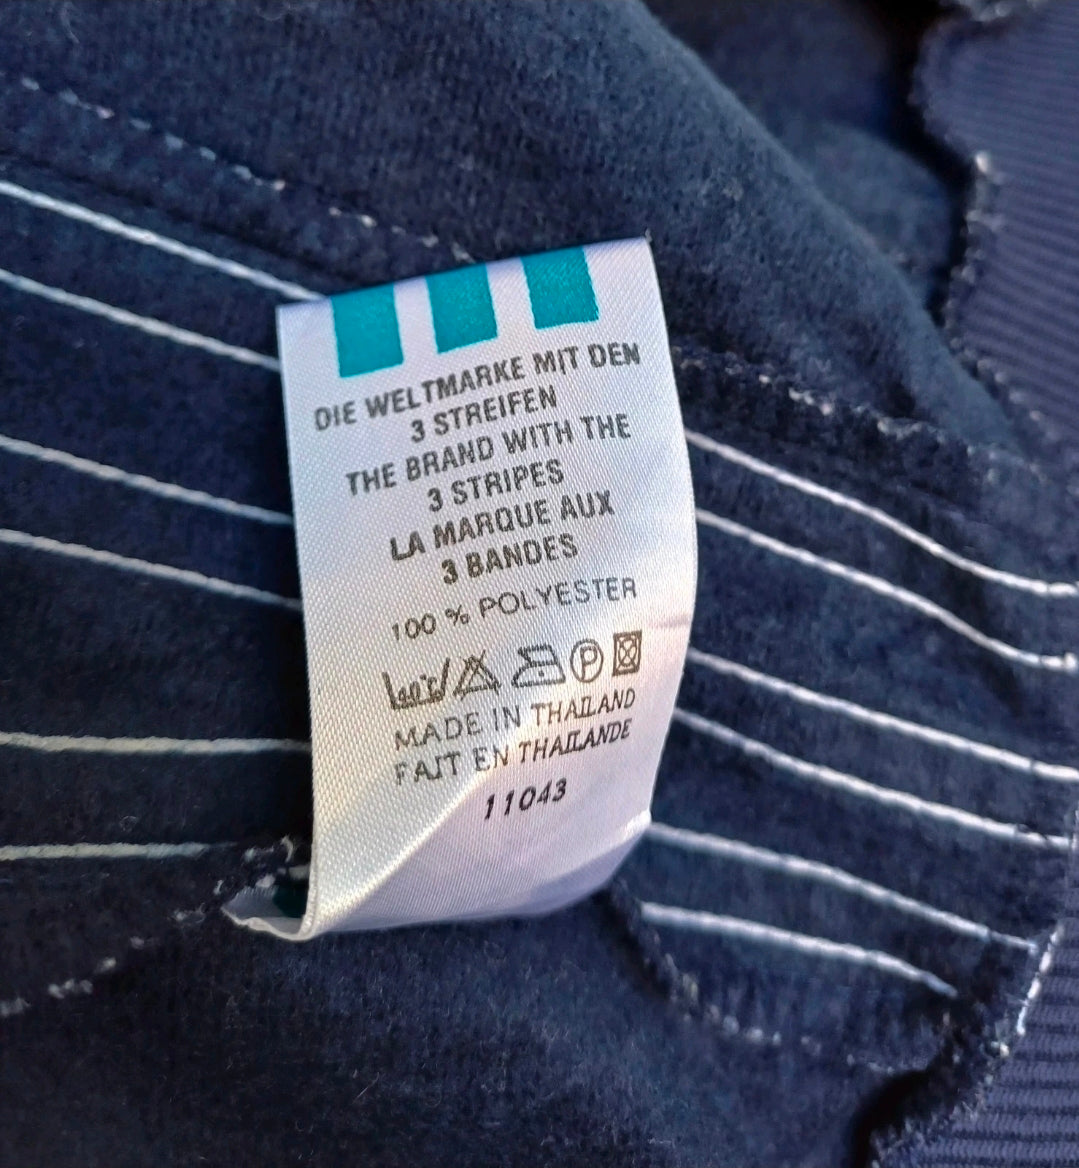 DIE WELTMARKE MIT DEN
3 STREIFEN
THE BRAND WITH THE
3 STRIPES
LA MARQUE AUX
3 BANDES
100 % POLYESTER
P
MADE IN THAILAND
FAIT EN THAILANDE
11043